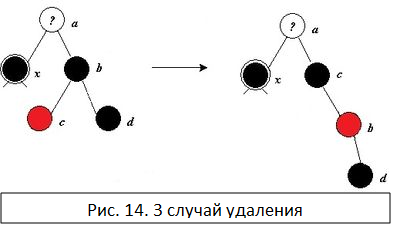 ? a
x b
c d
? a
x c
b
d
Рис. 14. 3 случай удаления